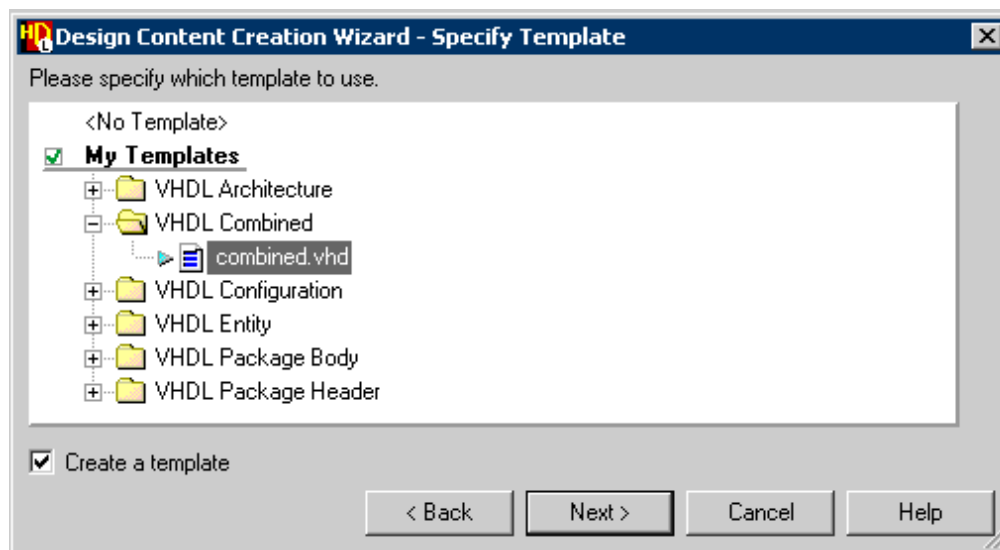 HDL Design Content Creation Wizard - Specify Template
Please specify which template to use.
<No Template>
My Templates
VHDL Architecture
VHDL Combined
combined.vhd
VHDL Configuration
VHDL Entity
VHDL Package Body
VHDL Package Header
Create a template
< Back Next > Cancel Help